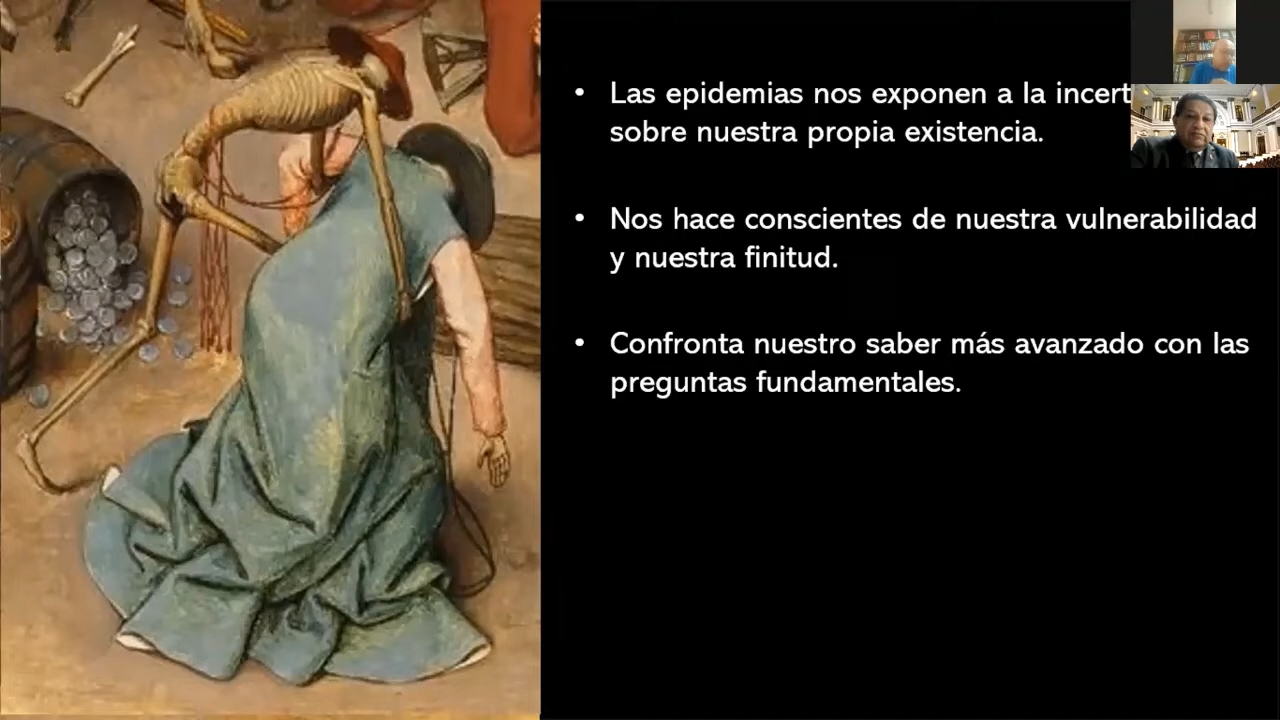 • Las epidemias nos exponen a la
sobre nuestra propia existencia.
• Nos hace conscientes de nuestra vulnerabilidad
y nuestra finitud.
• Confronta nuestro saber más avanzado con las
preguntas fundamentales.